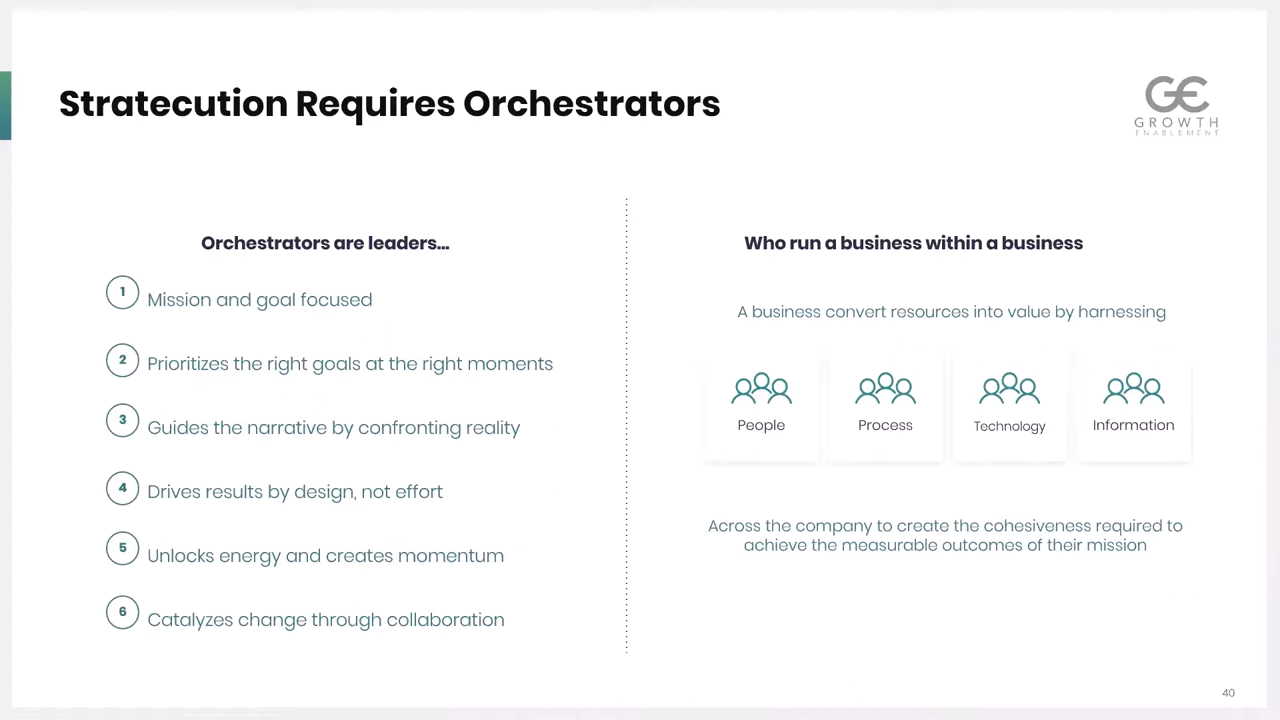 Stratecution Requires Orchestrators
GE
GROWTH
ENABLEMENT
Orchestrators are leaders...
1 Mission and goal focused
2 Prioritizes the right goals at the right moments
3 Guides the narrative by confronting reality
4 Drives results by design, not effort
5 Unlocks energy and creates momentum
6 Catalyzes change through collaboration
Who run a business within a business
A business convert resources into value by harnessing
People Process Technology Information
Across the company to create the cohesiveness required to
achieve the measurable outcomes of their mission
40